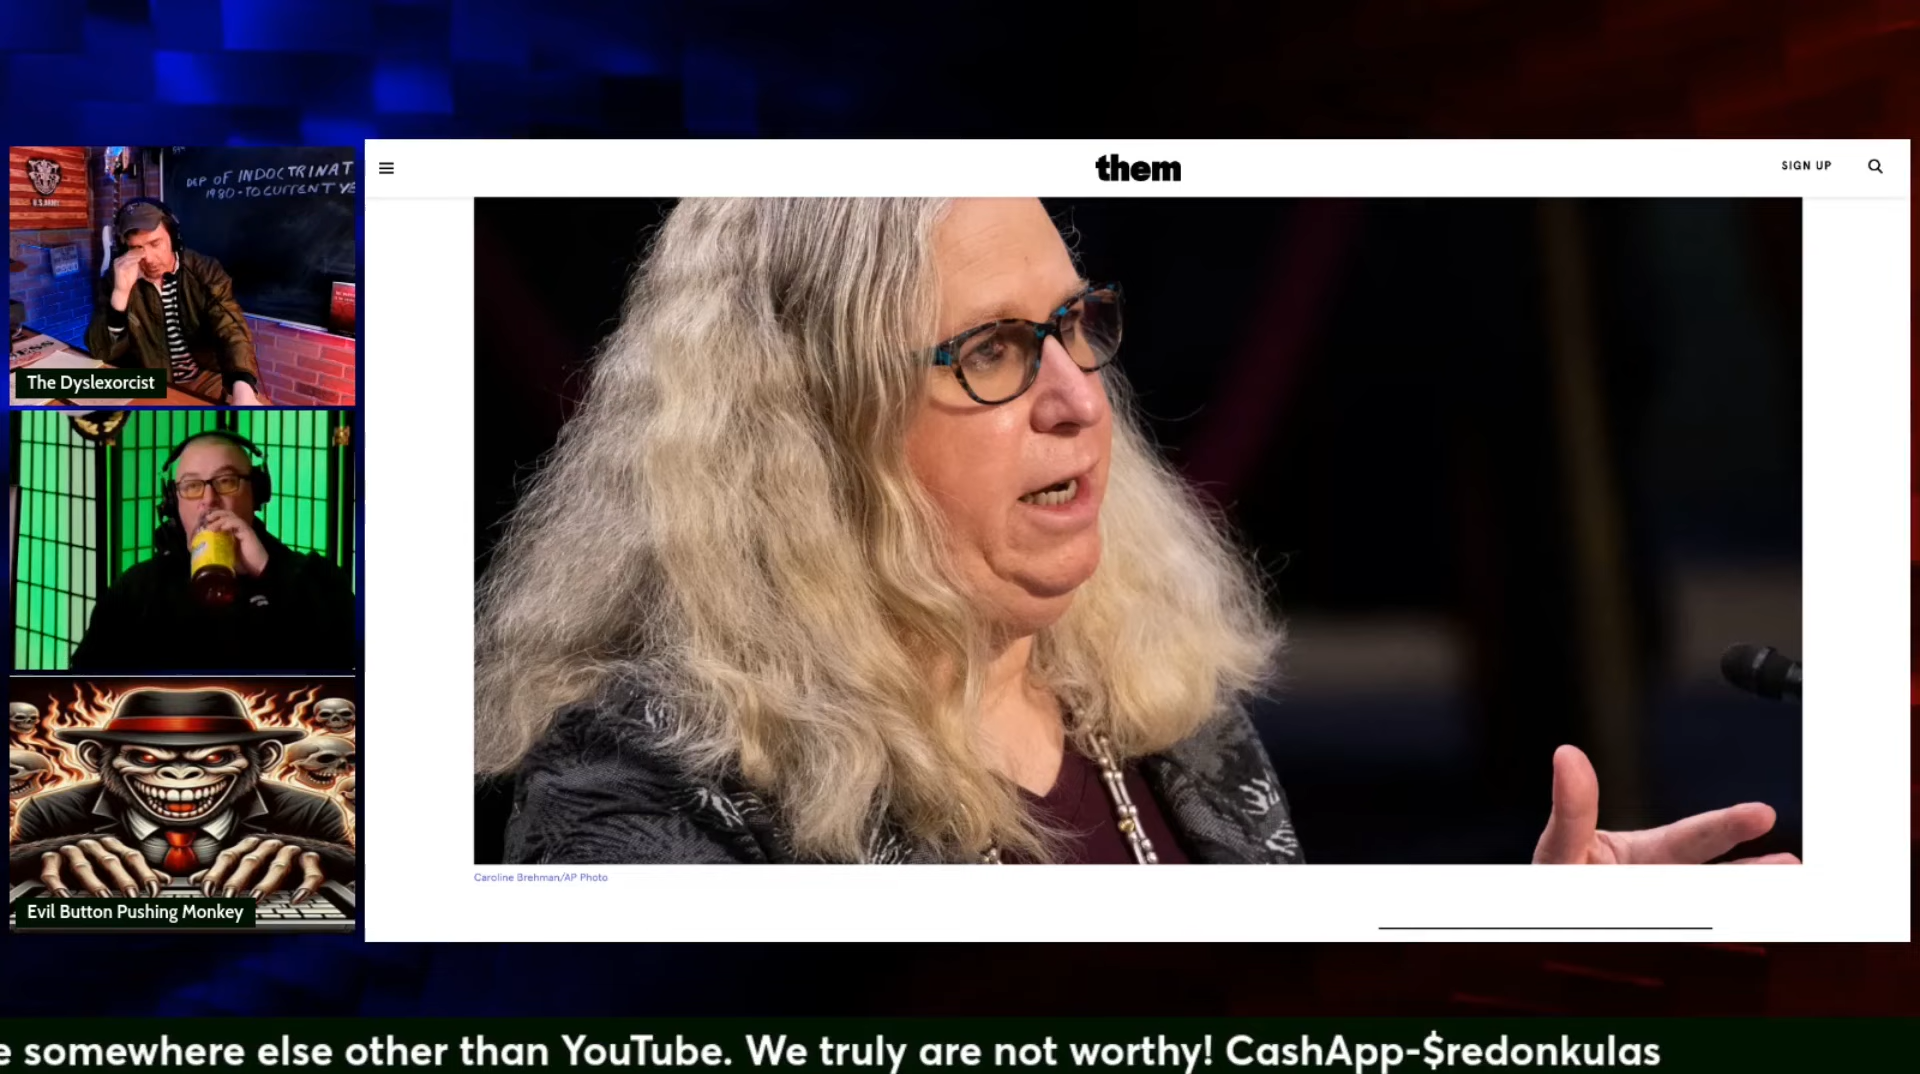 them
SIGN UP
DEP OF INDOCTRINAT
1980-TO CURRENT YE
U.S. ARMY
The Dyslexorcist
Evil Button Pushing Monkey
Caroline Brehman/AP Photo
e somewhere else other than YouTube. We truly are not worthy! CashApp-$redonkulas